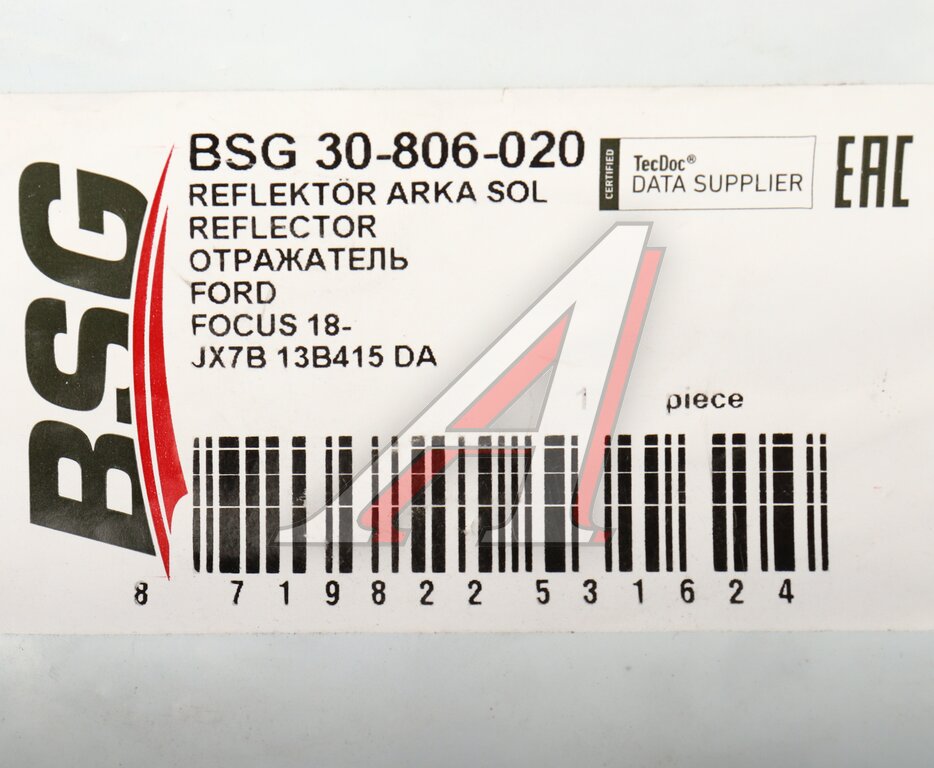 BSG
BSG 30-806-020
REFLEKTÖR ARKA SOL
REFLECTOR
ОТРАЖАТЕЛЬ
FORD
FOCUS 18-
JX7B 13B415 DA
CERTIFIED
TecDoc®
DATA SUPPLIER
EAC
1 piece
8 719822 531624